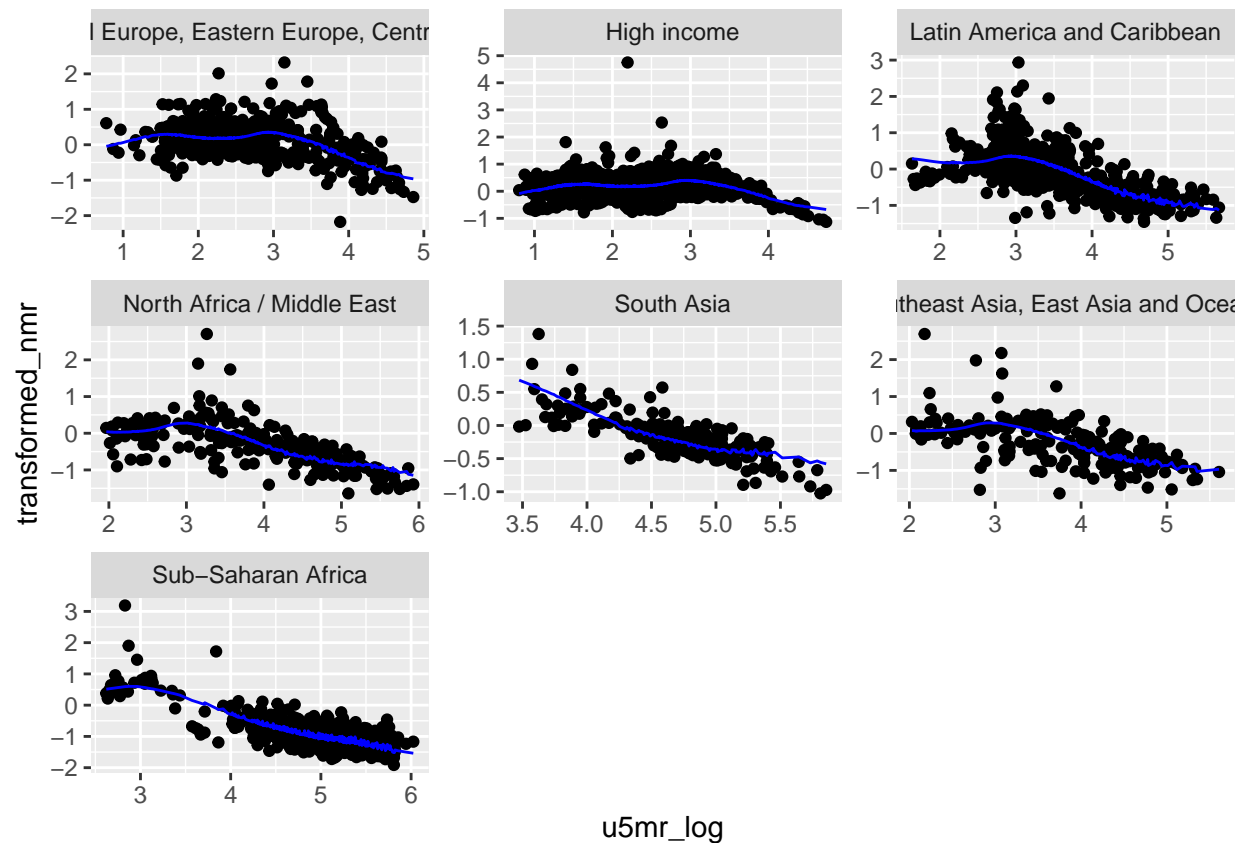 l Europe, Eastern Europe, Centr
High income
Latin America and Caribbean
2
1
0
−1
−2
1 2 3 4 5
5
4
3
2
1
0
−1
1 2 3 4
3
2
1
0
−1
2 3 4 5
North Africa / Middle East
South Asia
utheast Asia, East Asia and Ocea
2
1
0
−1
2 3 4 5 6
1.5
1.0
0.5
0.0
−0.5
−1.0
3.5 4.0 4.5 5.0 5.5
2
1
0
−1
2 3 4 5
Sub−Saharan Africa
3
2
1
0
−1
−2
3 4 5 6
transformed_nmr
u5mr_log